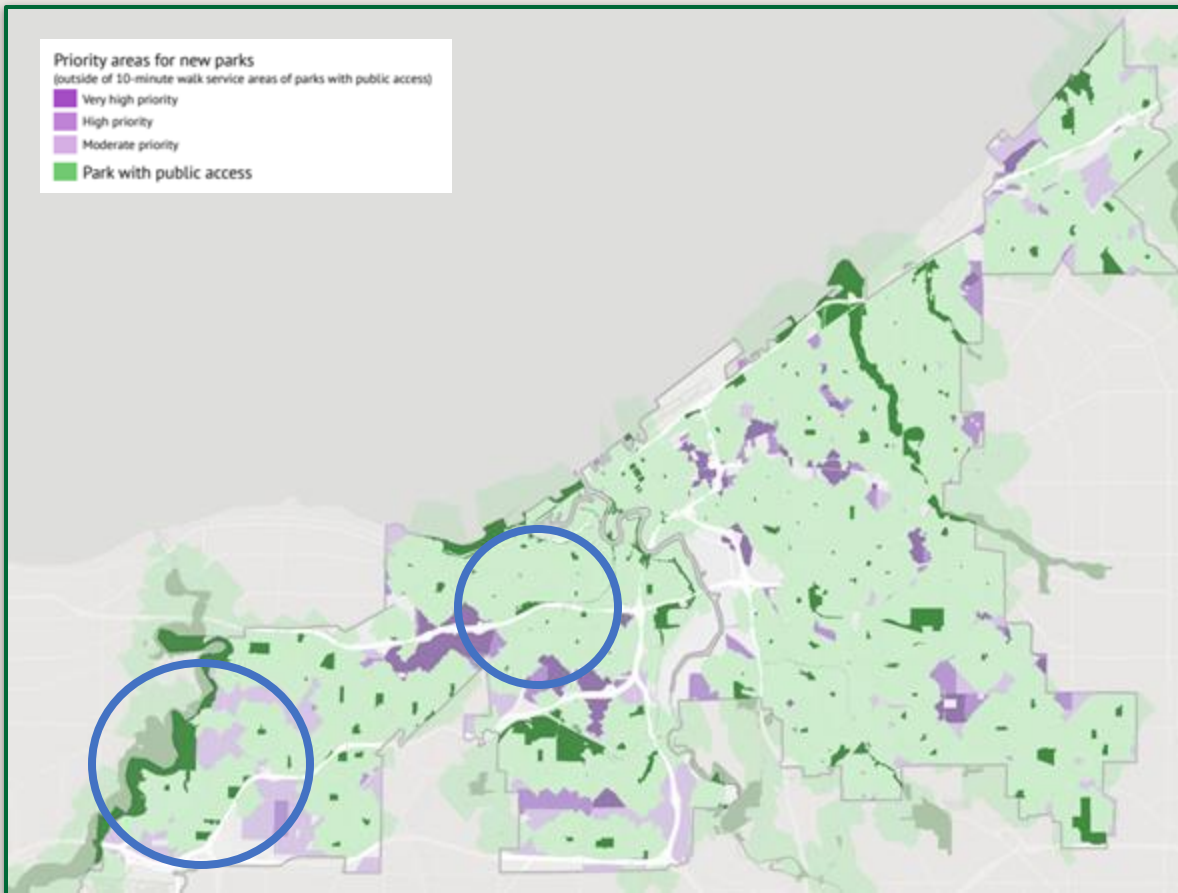 Priority areas for new parks
(outside of 10-minute walk service areas of parks with public access)
Very high priority
High priority
Moderate priority
Park with public access